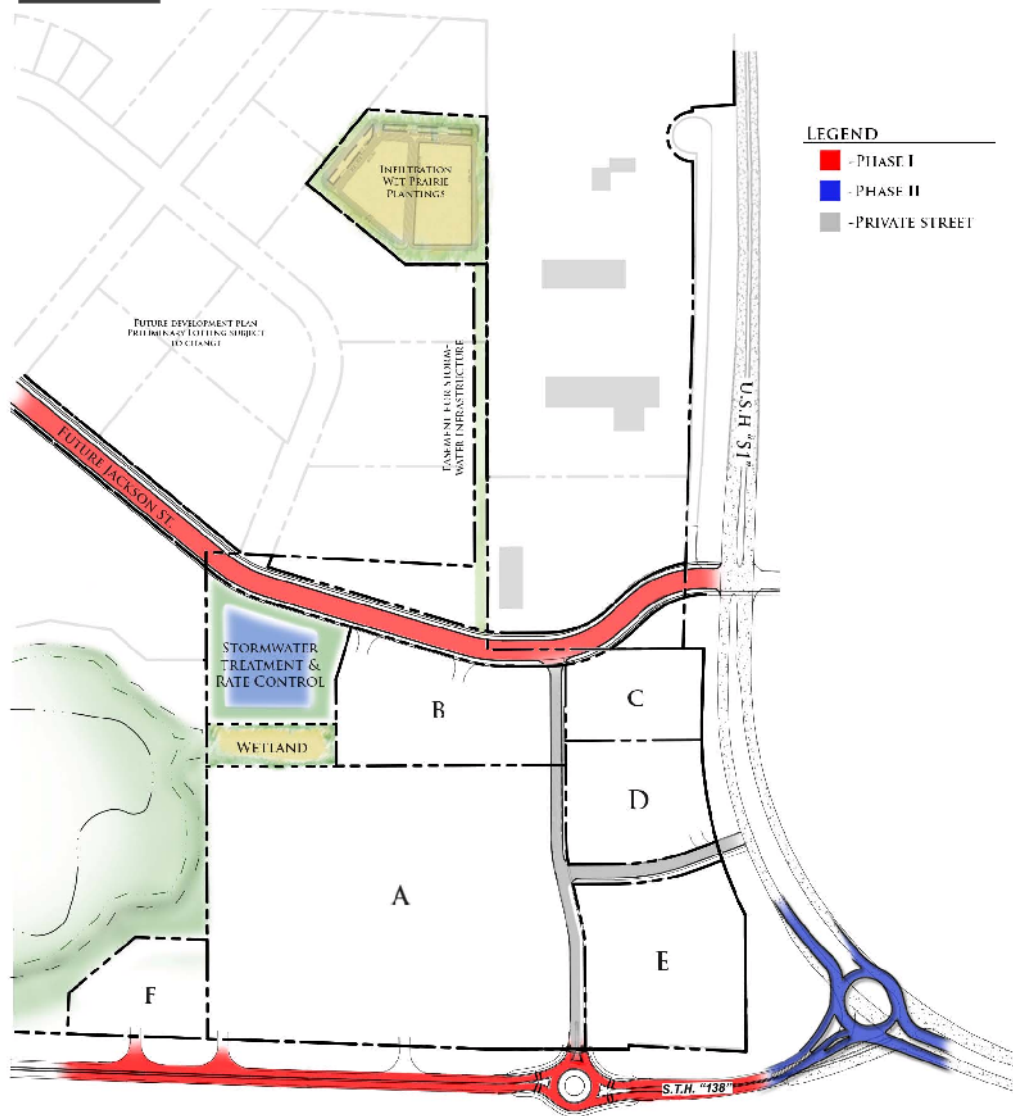 LEGEND
-PHASE I
-PHASE II
-PRIVATE STREET
INFILTRATION
WET PRAIRIE
PLANTINGS
FUTURE DEVELOPMENT PLAN
PRELIMINARY LOTTING SUBJECT
TO CHANGE
EASEMENT FOR STORM-
WATER INFRASTRUCTURE
U.S.H "51"
FUTURE JACKSON ST.
STORMWATER
TREATMENT &
RATE CONTROL
WETLAND
B
C
D
A
E
F
S.T.H. "138"